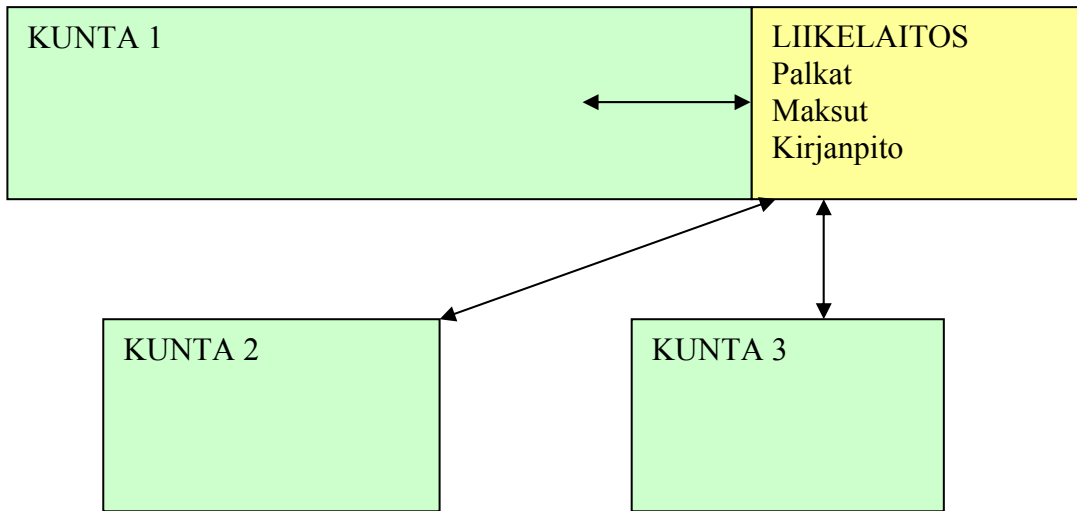 KUNTA 1
LIIKELAITOS
Palkat
Maksut
Kirjanpito
KUNTA 2
KUNTA 3